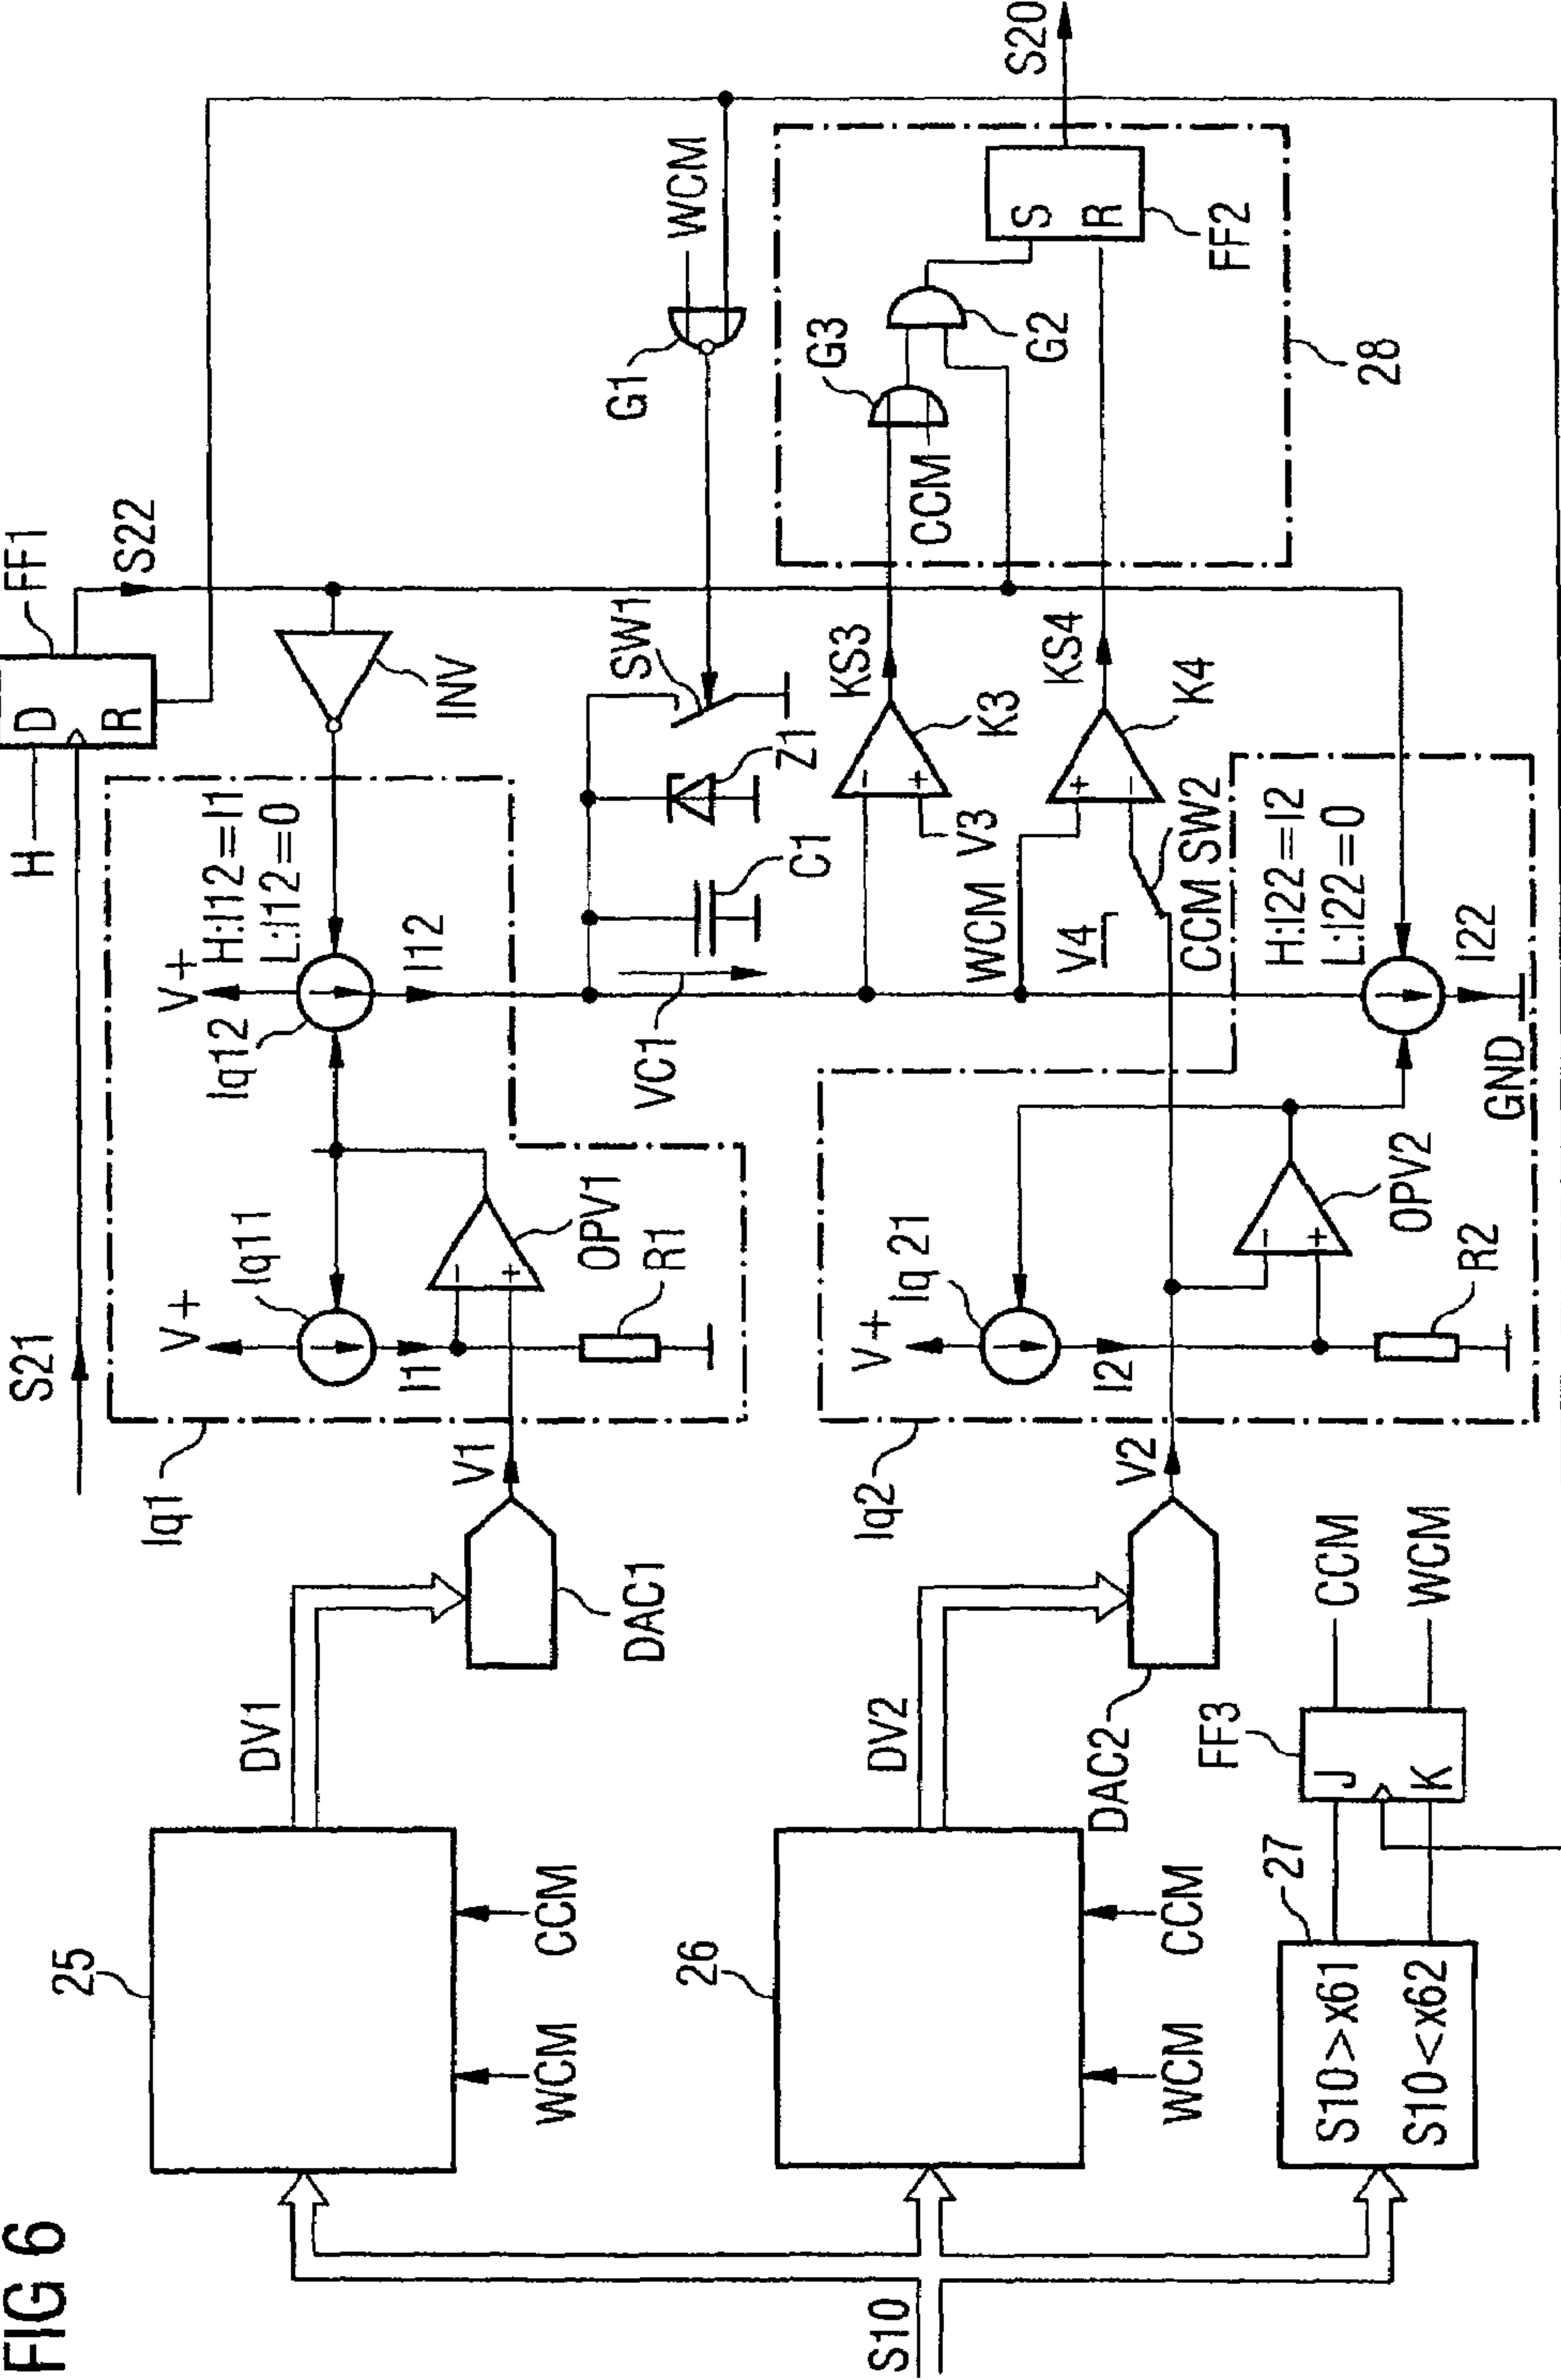 FIG 6
S10
25
WCM
CCM
DV1
DAC1
V1
Iq1
S21
V+
Iq11
I1
OPV1
-
+
R1
V+
Iq12
H:I12=I1
L:I12=0
I12
H
D
R
FF1
S22
INV
VC1
C1
Z1
SW1
G1
WCM
26
WCM
CCM
DV2
DAC2
V2
Iq2
V+
Iq 21
I2
OPV2
-
+
R2
GND
I22
H:I22=I2
L:I22=0
WCM
V4
CCM
SW2
V3
-
+
K3
KS3
+
-
K4
KS4
CCM
G3
G2
S
R
FF2
28
S20
27
S10>x61
S10<x62
J
K
FF3
CCM
WCM